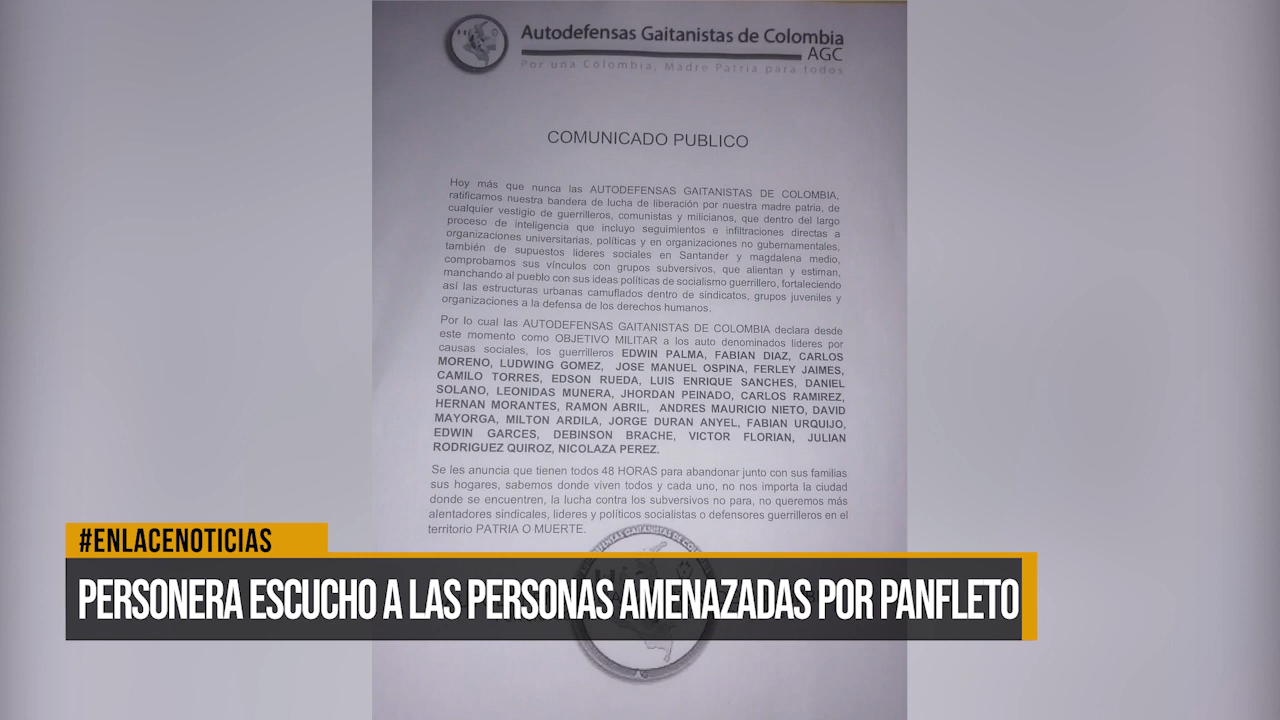 Autodefensas Gaitanistas de Colombia
AGC
Por una Colombia, Madre Patria para todos
COMUNICADO PUBLICO
Hoy más que nunca las AUTODEFENSAS GAITANISTAS DE COLOMBIA,
ratificamos nuestra bandera de lucha de liberación por nuestra madre patria, de
cualquier vestigio de guerrilleros, comunistas y milicianos, que dentro del largo
proceso de inteligencia que incluyo seguimientos e infiltraciones directas a
organizaciones universitarias, políticas y en organizaciones no gubernamentales,
también de supuestos lideres sociales en Santander y magdalena medio,
comprobamos sus vínculos con grupos subversivos, que alientan y estiman,
manchando al pueblo con sus ideas políticas de socialismo guerrillero, fortaleciendo
así las estructuras urbanas camuflados dentro de sindicatos, grupos juveniles y
organizaciones a la defensa de los derechos humanos.
Por lo cual las AUTODEFENSAS GAITANISTAS DE COLOMBIA declara desde
este momento como OBJETIVO MILITAR a los auto denominados lideres por
causas sociales, los guerrilleros EDWIN PALMA, FABIAN DIAZ, CARLOS
MORENO, LUDWING GOMEZ, JOSE MANUEL OSPINA, FERLEY JAIMES,
CAMILO TORRES, EDSON RUEDA, LUIS ENRIQUE SANCHES, DANIEL
SOLANO, LEONIDAS MUNERA, JHORDAN PEINADO, CARLOS RAMIREZ,
HERNAN MORANTES, RAMON ABRIL, ANDRES MAURICIO NIETO, DAVID
MAYORGA, MILTON ARDILA, JORGE DURAN ANYEL, FABIAN URQUIJO,
EDWIN GARCES, DEBINSON BRACHE, VICTOR FLORIAN, JULIAN
RODRIGUEZ QUIROZ, NICOLAZA PEREZ.
Se les anuncia que tienen todos 48 HORAS para abandonar junto con sus familias
sus hogares, sabemos donde viven todos y cada uno, no nos importa la ciudad
donde se encuentren, la lucha contra los subversivos no para, no queremos más
alentadores sindicales, lideres y políticos socialistas o defensores guerrilleros en el
territorio PATRIA O MUERTE.
#ENLACENOTICIAS
PERSONERA ESCUCHO A LAS PERSONAS AMENAZADAS POR PANFLETO